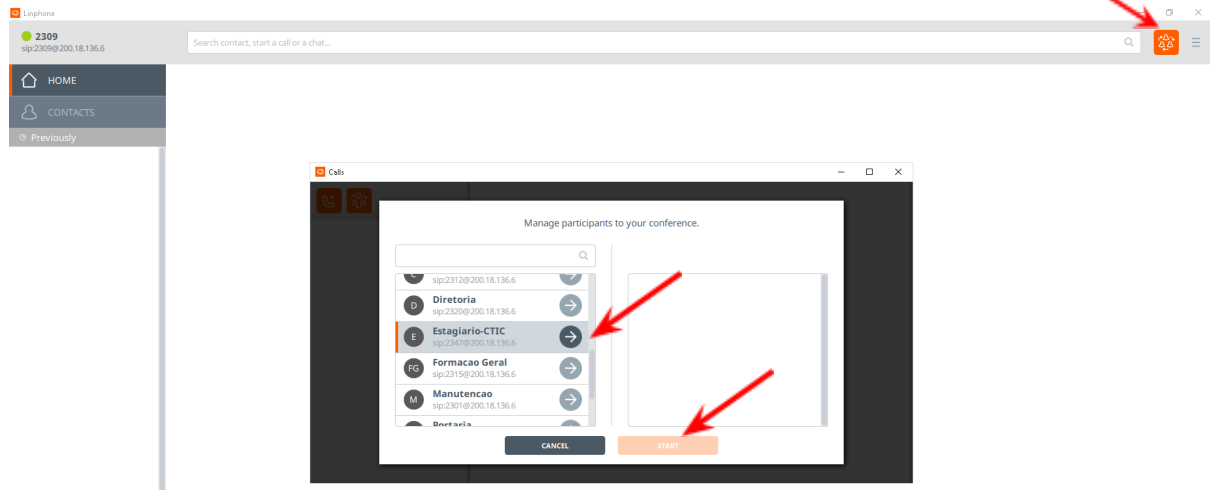 Linphone
2309
sip:2309@200.18.136.6
Search contact, start a call or a chat...
HOME
CONTACTS
Previously
Calls
Manage participants to your conference.
sip:2312@200.18.136.6
D
Diretoria
sip:2320@200.18.136.6
E
Estagiario-CTIC
sip:2347@200.18.136.6
FG
Formacao Geral
sip:2315@200.18.136.6
M
Manutencao
sip:2301@200.18.136.6
Portaria
CANCEL
START